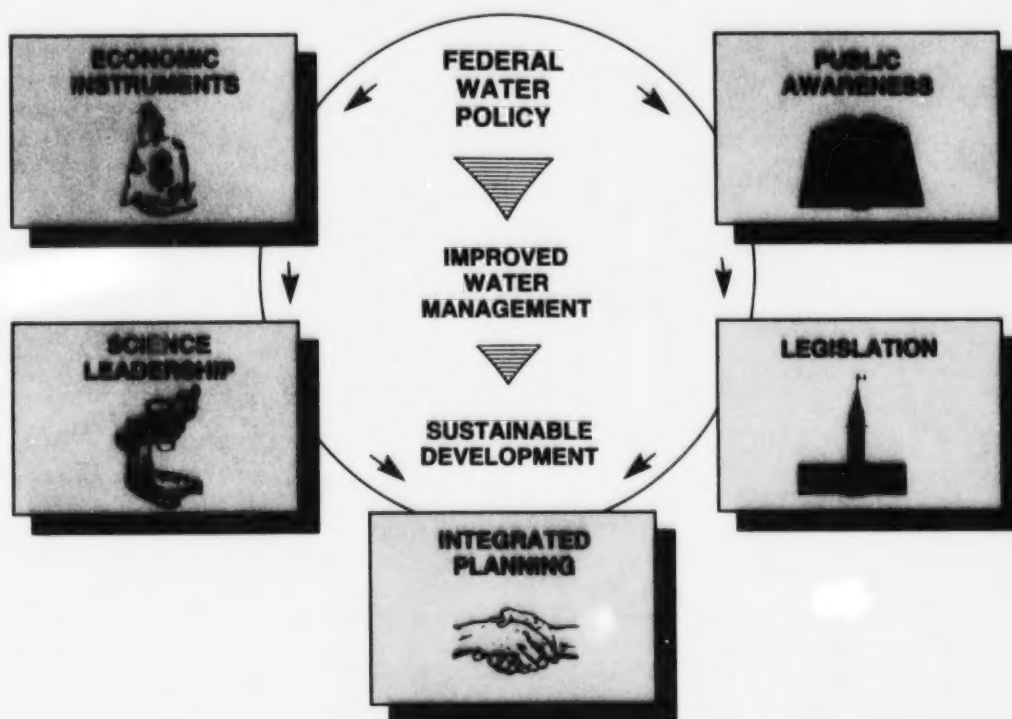 ECONOMIC
INSTRUMENTS
FEDERAL
WATER
POLICY
PUBLIC
AWARENESS
IMPROVED
WATER
MANAGEMENT
SCIENCE
LEADERSHIP
LEGISLATION
SUSTAINABLE
DEVELOPMENT
INTEGRATED
PLANNING